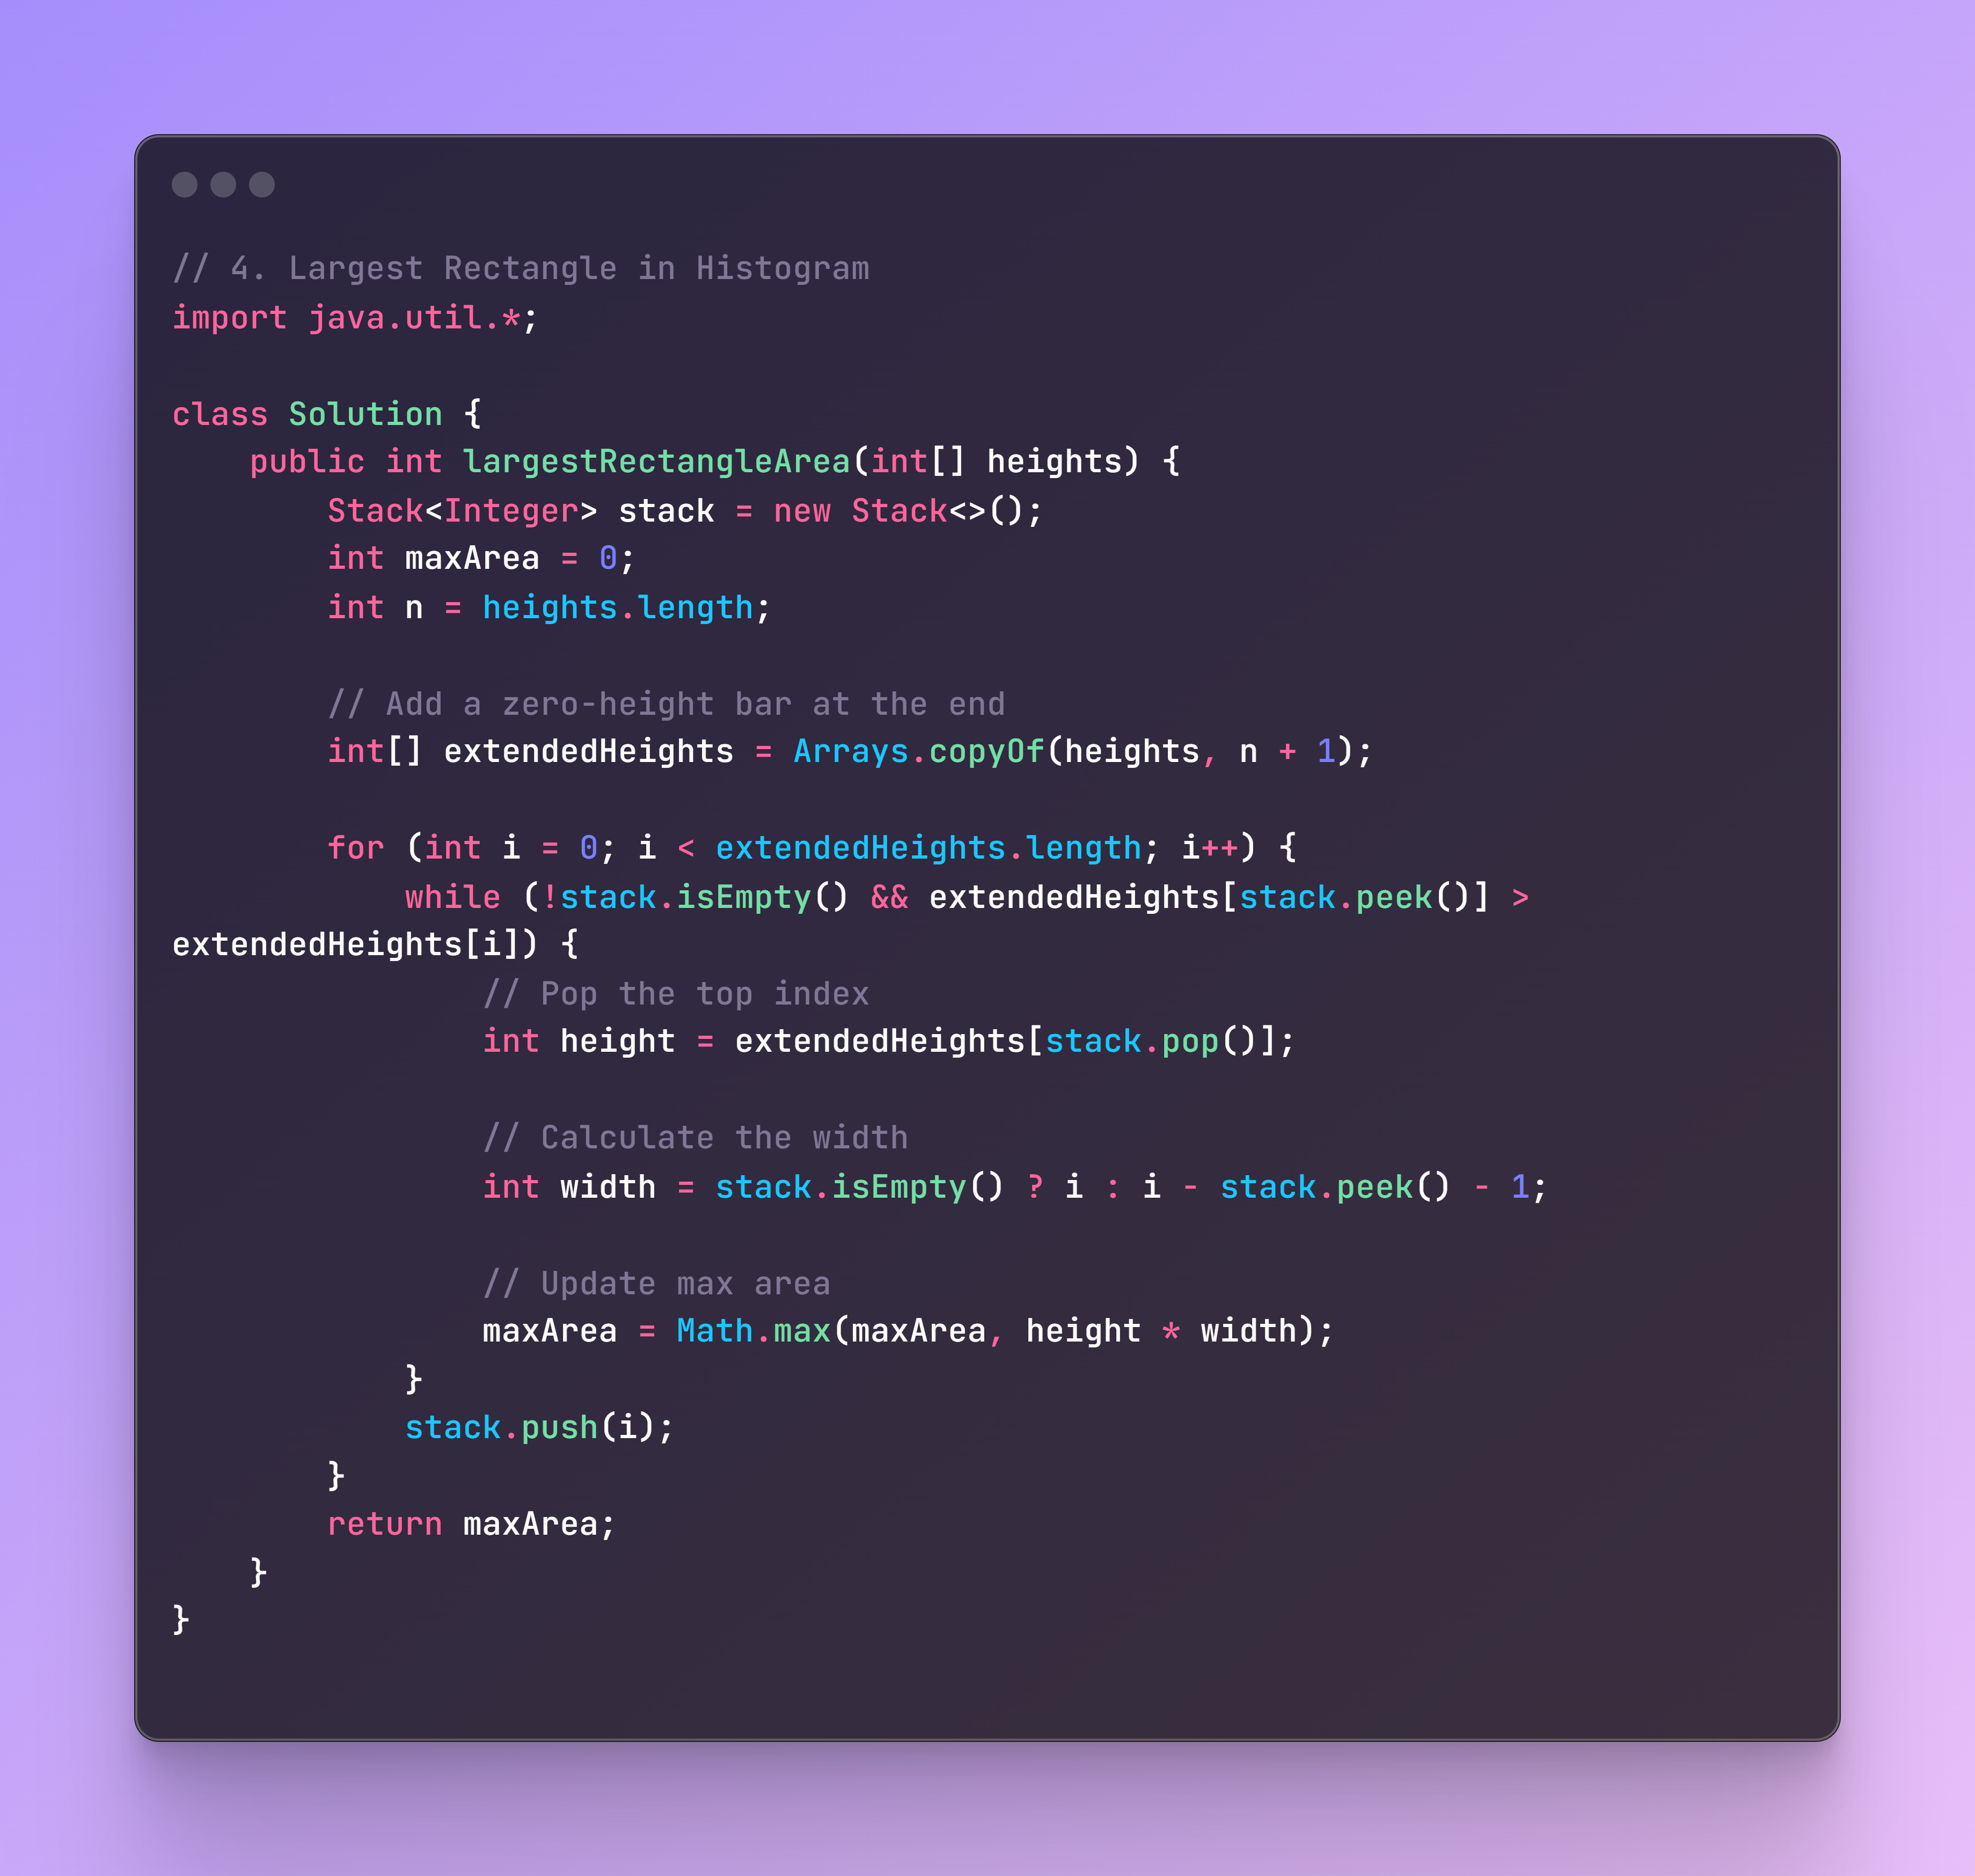 // 4. Largest Rectangle in Histogram
import java.util.*;

class Solution {
    public int largestRectangleArea(int[] heights) {
        Stack<Integer> stack = new Stack<>();
        int maxArea = 0;
        int n = heights.length;

        // Add a zero-height bar at the end
        int[] extendedHeights = Arrays.copyOf(heights, n + 1);

        for (int i = 0; i < extendedHeights.length; i++) {
            while (!stack.isEmpty() && extendedHeights[stack.peek()] >
extendedHeights[i]) {
                // Pop the top index
                int height = extendedHeights[stack.pop()];

                // Calculate the width
                int width = stack.isEmpty() ? i : i - stack.peek() - 1;

                // Update max area
                maxArea = Math.max(maxArea, height * width);
            }
            stack.push(i);
        }
        return maxArea;
    }
}